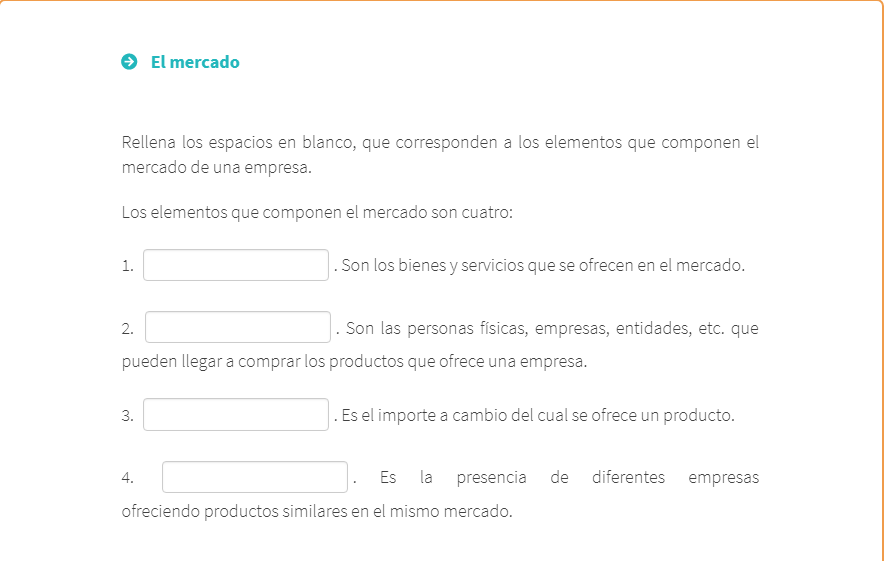 El mercado
Rellena los espacios en blanco, que corresponden a los elementos que componen el
mercado de una empresa.
Los elementos que componen el mercado son cuatro:
1. . Son los bienes y servicios que se ofrecen en el mercado.
2. . Son las personas físicas, empresas, entidades, etc. que
pueden llegar a comprar los productos que ofrece una empresa.
3. . Es el importe a cambio del cual se ofrece un producto.
4. . Es la presencia de diferentes empresas
ofreciendo productos similares en el mismo mercado.